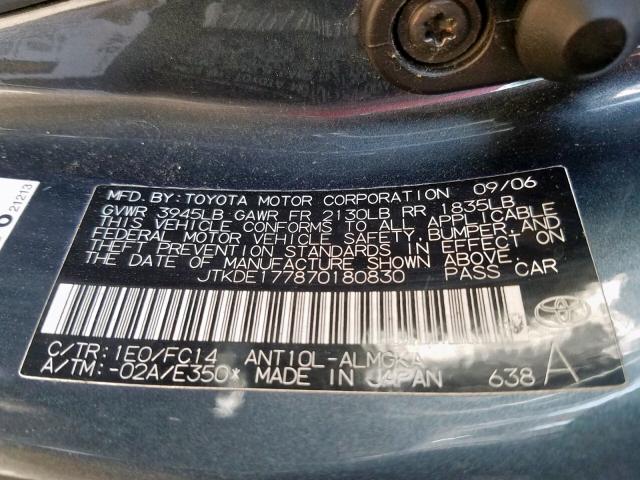 MFD. BY: TOYOTA MOTOR CORPORATION 09/06
GVWR 3945LB GAWR FR 2130LB RR 1835LB
THIS VEHICLE CONFORMS TO ALL APPLICABLE
FEDERAL MOTOR VEHICLE SAFETY, BUMPER, AND
THEFT PREVENTION STANDARDS IN EFFECT ON
THE DATE OF MANUFACTURE SHOWN ABOVE.
JTKDE177870180830 PASS CAR
C/TR: 1E0/FC14 ANT10L-ALMGKA
A/TM: -02A/E350* MADE IN JAPAN 638 A
21213